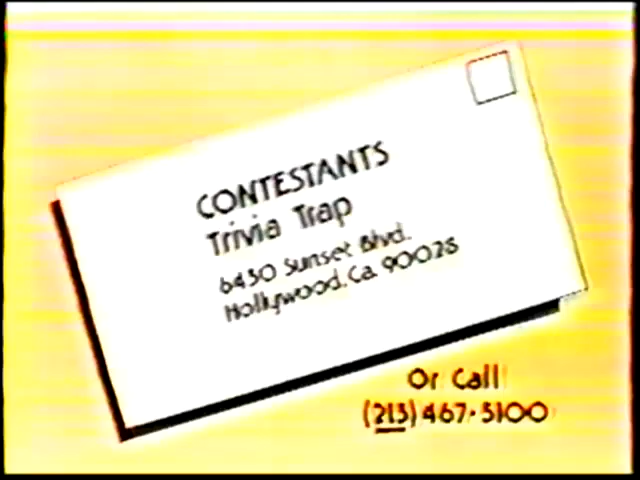 CONTESTANTS
Trivia Trap
6430 Sunset Blvd.
Hollywood, Ca. 90028
Or Call
(213) 467-5100